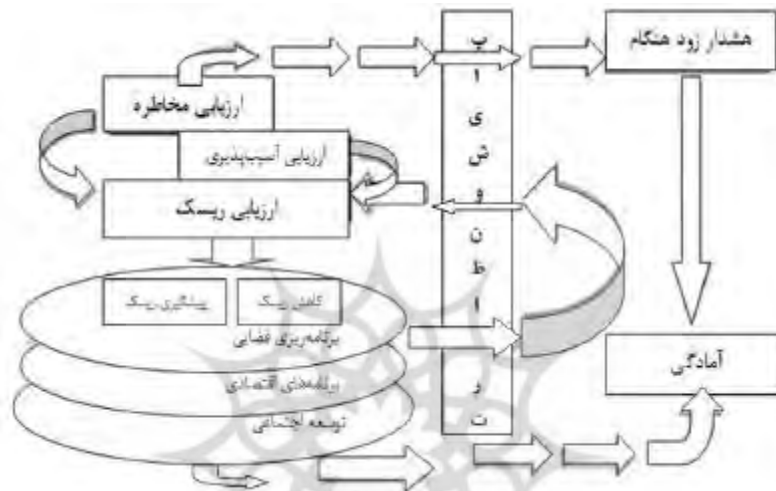 هشدار زود هنگام
ارزیابی مخاطره
ارزیابی آسیب‌پذیری
ارزیابی ریسک
پ
ا
ی
ش
و
ن
ظ
ا
ر
ت
کاهش ریسک
پیشگیری ریسک
برنامه‌ریزی فضایی
برنامه‌های اقتصادی
توسعه اجتماعی
آمادگی